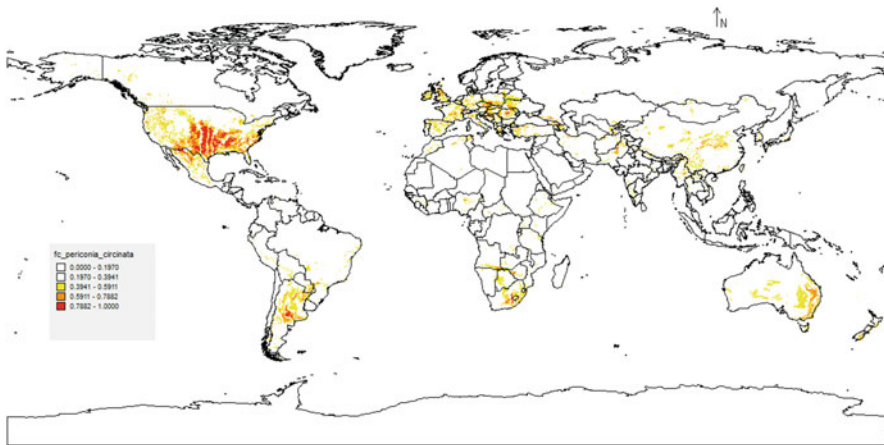 N
fc_periconia_circinata
0.0000 - 0.1970
0.1970 - 0.3941
0.3941 - 0.5911
0.5911 - 0.7882
0.7882 - 1.0000